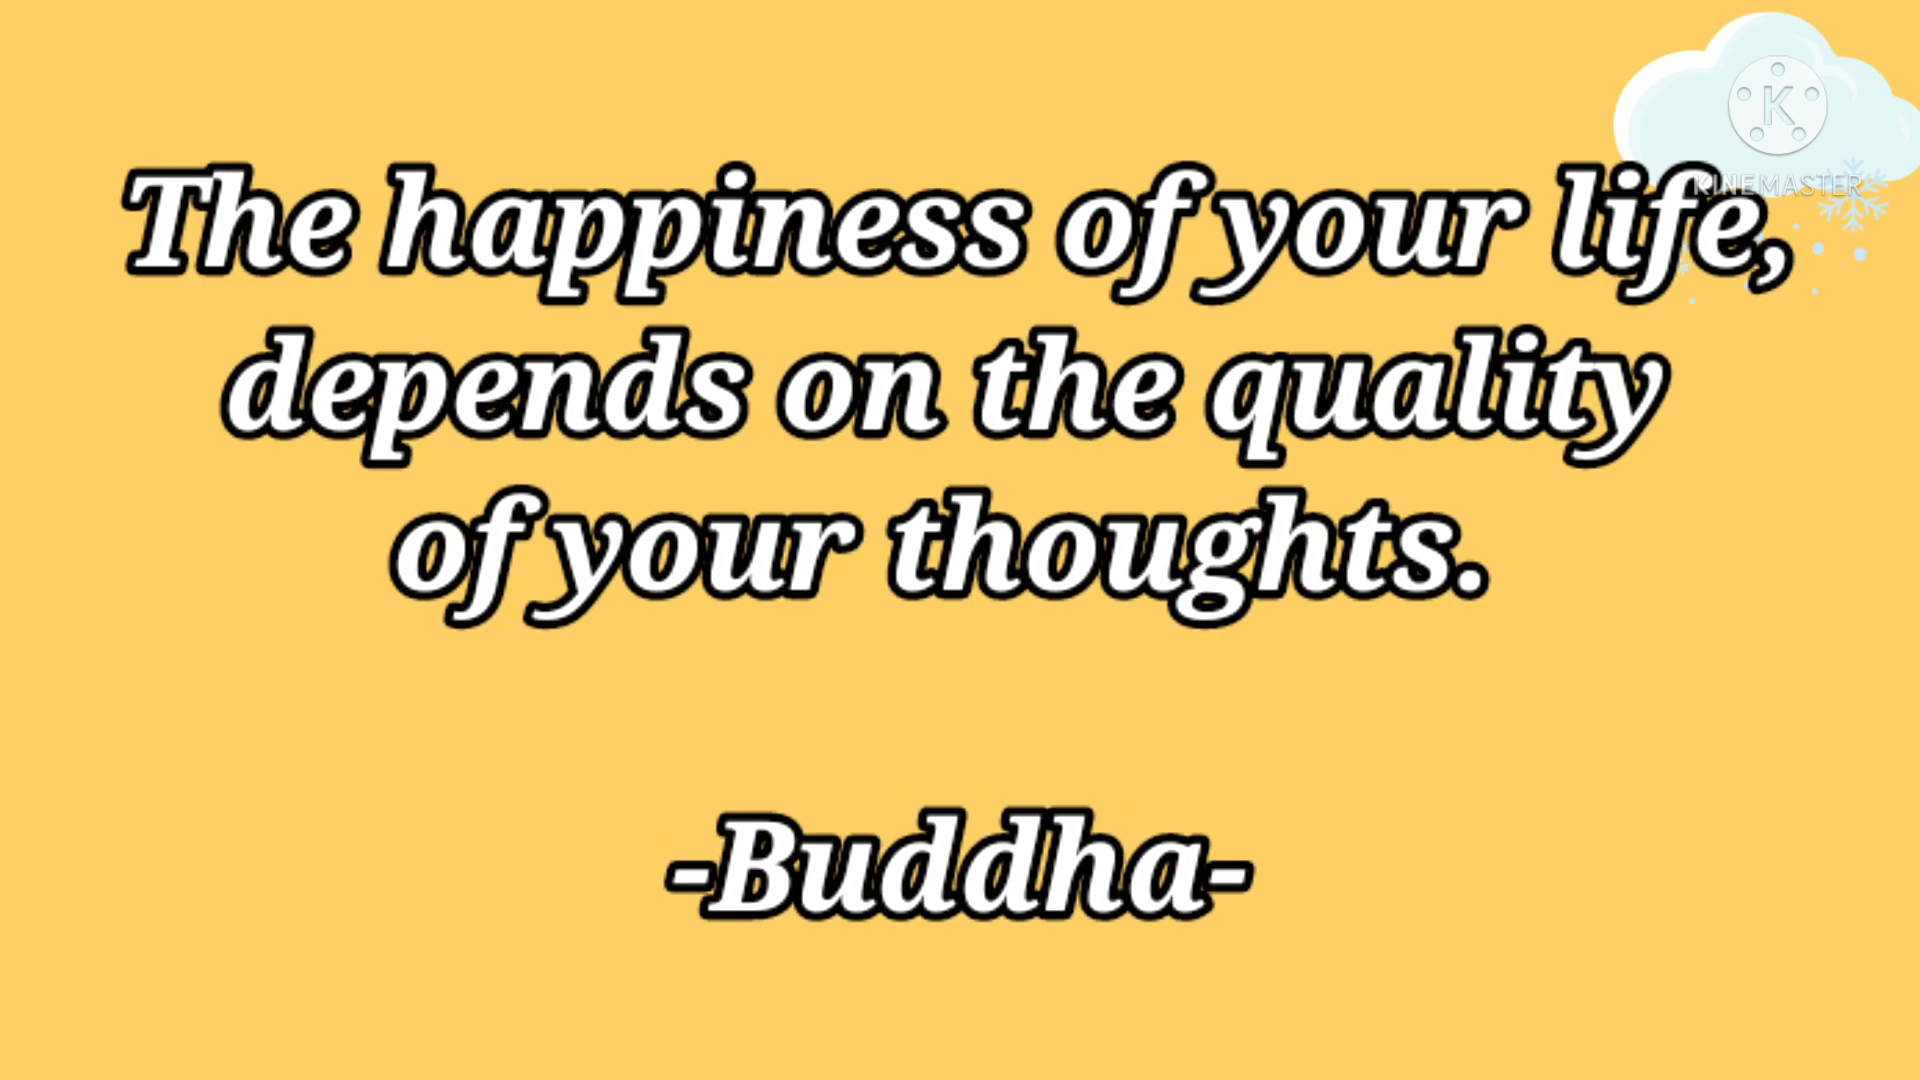 K
KINEMASTER
The happiness of your life,
depends on the quality
of your thoughts.
-Buddha-